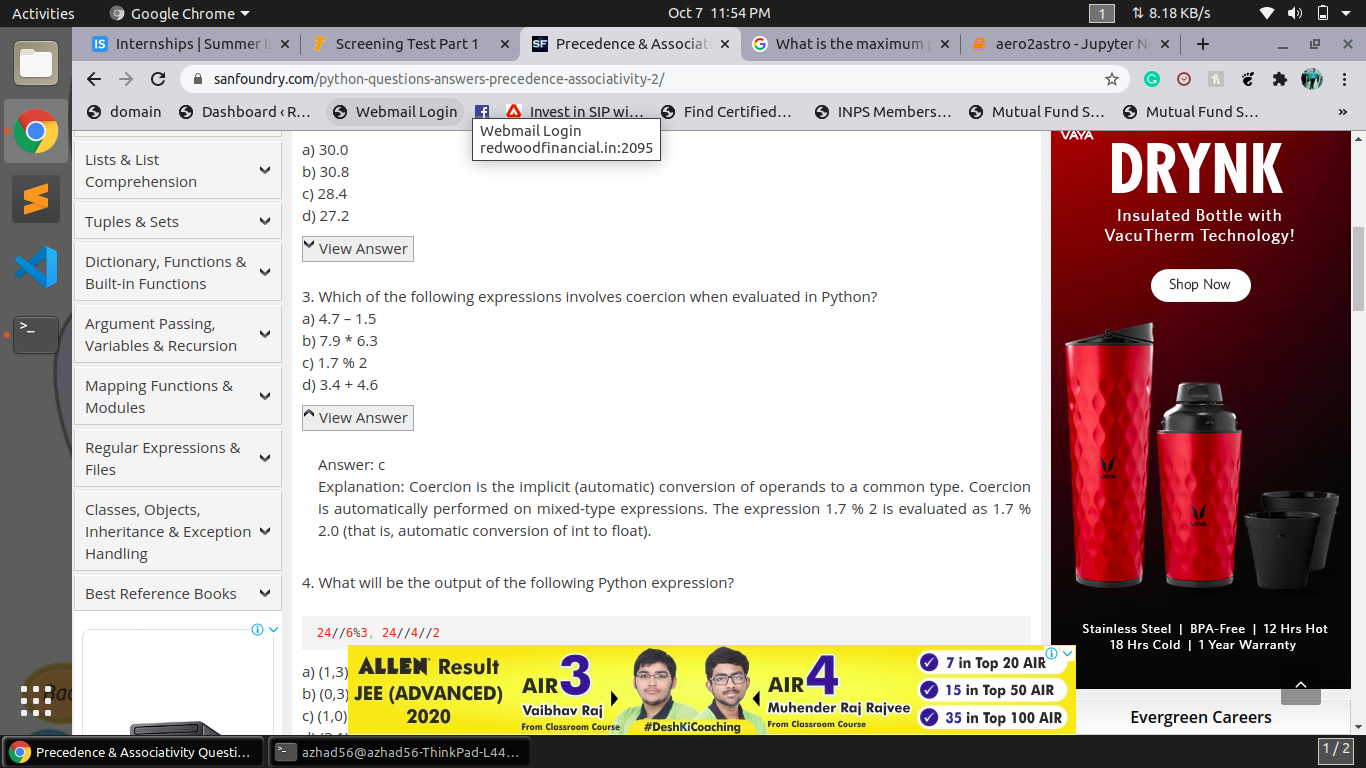 Activities
Google Chrome
Oct 7 11:54 PM
1
8.18 KB/s
Internships | Summer I
Screening Test Part 1
Precedence & Associati
What is the maximum p
aero2astro - Jupyter N
sanfoundry.com/python-questions-answers-precedence-associativity-2/
domain
Dashboard ‹ R…
Webmail Login
Invest in SIP wi…
Find Certified…
INPS Members…
Mutual Fund S…
Mutual Fund S…
»
Webmail Login
redwoodfinancial.in:2095
Lists & List
Comprehension
Tuples & Sets
Dictionary, Functions &
Built-in Functions
Argument Passing,
Variables & Recursion
Mapping Functions &
Modules
Regular Expressions &
Files
Classes, Objects,
Inheritance & Exception
Handling
Best Reference Books
a) 30.0
b) 30.8
c) 28.4
d) 27.2
View Answer
3. Which of the following expressions involves coercion when evaluated in Python?
a) 4.7 – 1.5
b) 7.9 * 6.3
c) 1.7 % 2
d) 3.4 + 4.6
View Answer
Answer: c
Explanation: Coercion is the implicit (automatic) conversion of operands to a common type. Coercion
is automatically performed on mixed-type expressions. The expression 1.7 % 2 is evaluated as 1.7 %
2.0 (that is, automatic conversion of int to float).
4. What will be the output of the following Python expression?
24//6%3, 24//4//2
a) (1,3)
b) (0,3)
c) (1,0)
ALLEN Result
JEE (ADVANCED)
2020
AIR 3
Vaibhav Raj
From Classroom Course
#DeshKiCoaching
AIR 4
Muhender Raj Rajvee
From Classroom Course
7 in Top 20 AIR
15 in Top 50 AIR
35 in Top 100 AIR
VAYA
DRYNK
Insulated Bottle with
VacuTherm Technology!
Shop Now
VAYA
VAYA
Stainless Steel | BPA-Free | 12 Hrs Hot
18 Hrs Cold | 1 Year Warranty
Evergreen Careers
Precedence & Associativity Questi…
azhad56@azhad56-ThinkPad-L44…
1 / 2